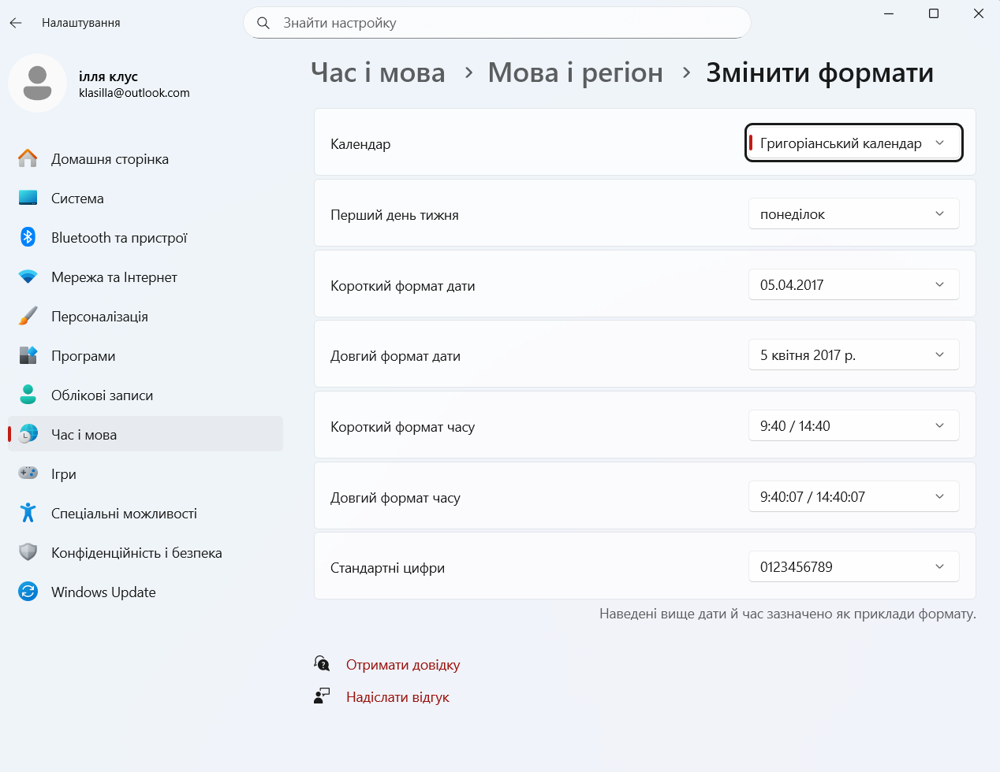 Налаштування
Знайти настройку
ілля клус
klasilla@outlook.com
Домашня сторінка
Система
Bluetooth та пристрої
Мережа та Інтернет
Персоналізація
Програми
Облікові записи
Час і мова
Ігри
Спеціальні можливості
Конфіденційність і безпека
Windows Update
Час і мова › Мова і регіон › Змінити формати
Календар
Григоріанський календар
Перший день тижня
понеділок
Короткий формат дати
05.04.2017
Довгий формат дати
5 квітня 2017 р.
Короткий формат часу
9:40 / 14:40
Довгий формат часу
9:40:07 / 14:40:07
Стандартні цифри
0123456789
Наведені вище дати й час зазначено як приклади формату.
Отримати довідку
Надіслати відгук